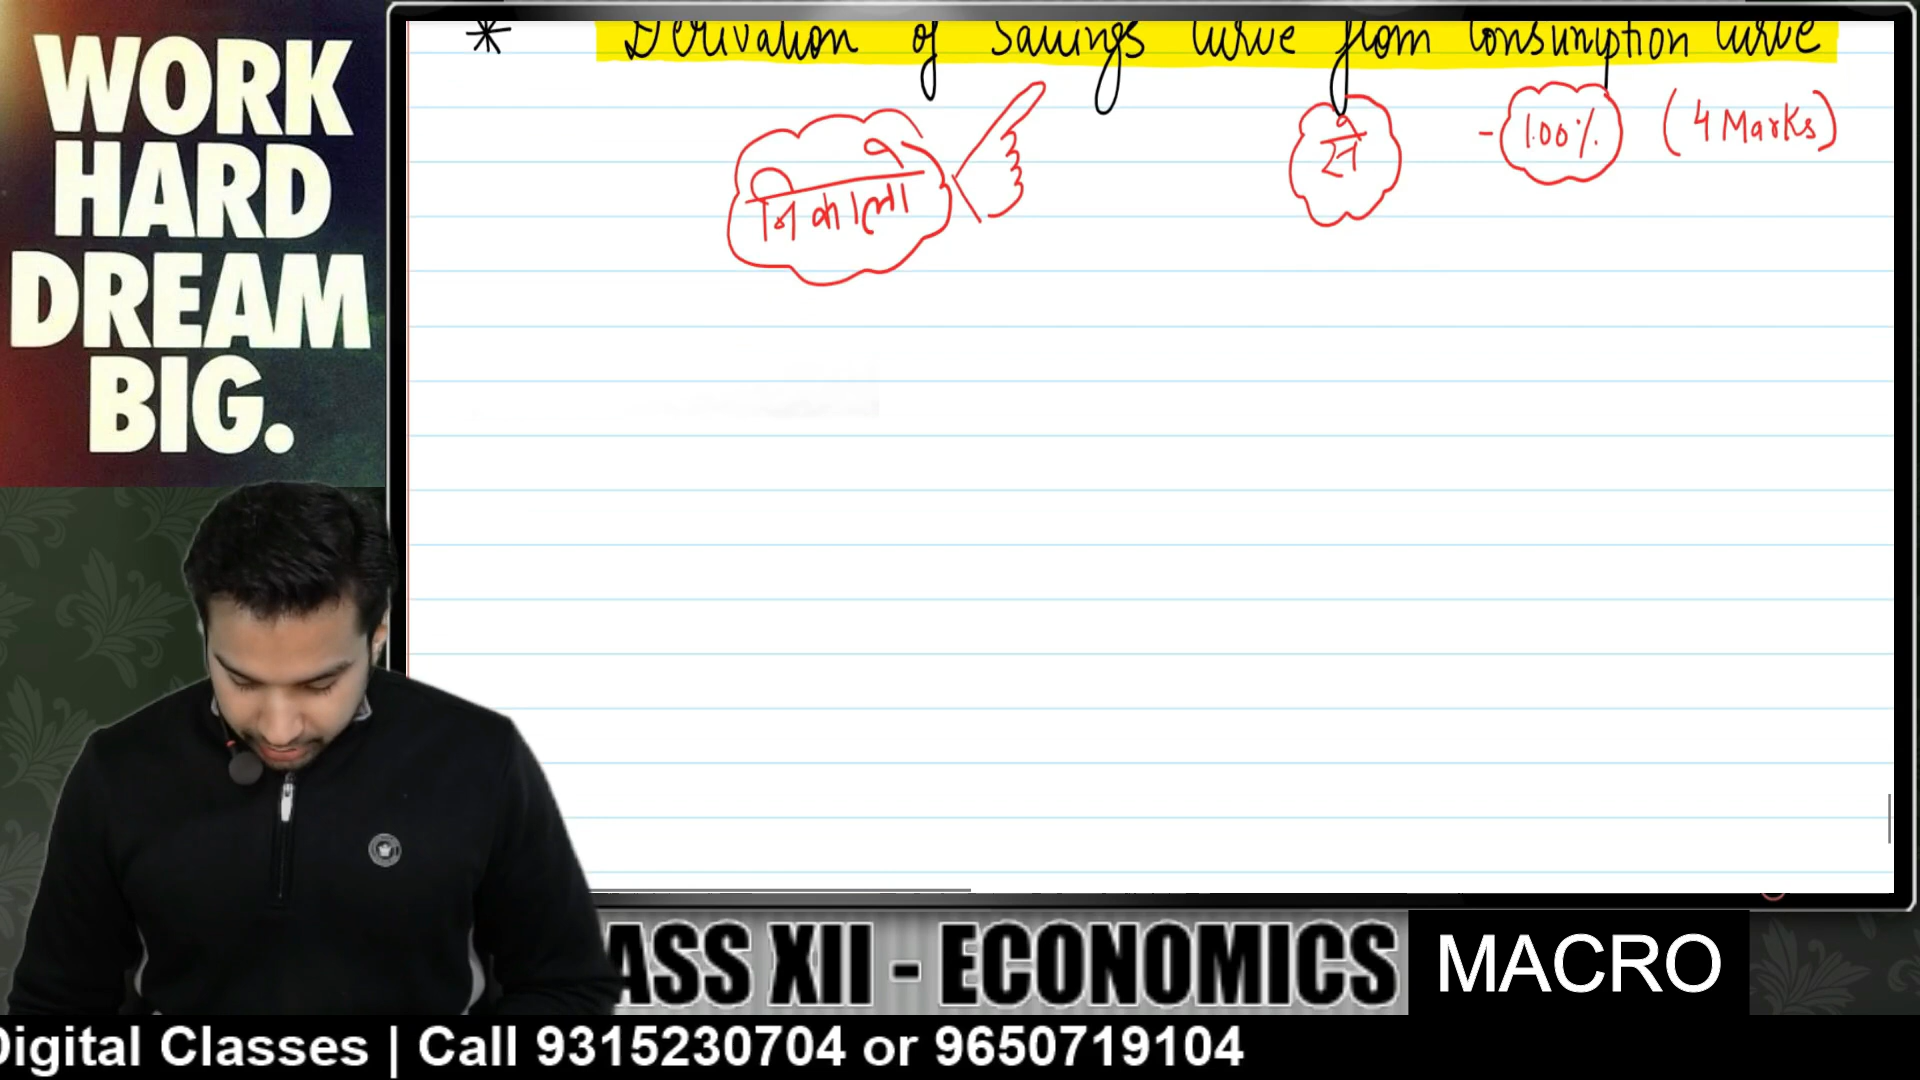 WORK
HARD
DREAM
BIG.
* Derivation of Savings Curve from Consumption Curve
निकालो से - 100% (4 Marks)
ASS XII - ECONOMICS MACRO
Digital Classes | Call 9315230704 or 9650719104